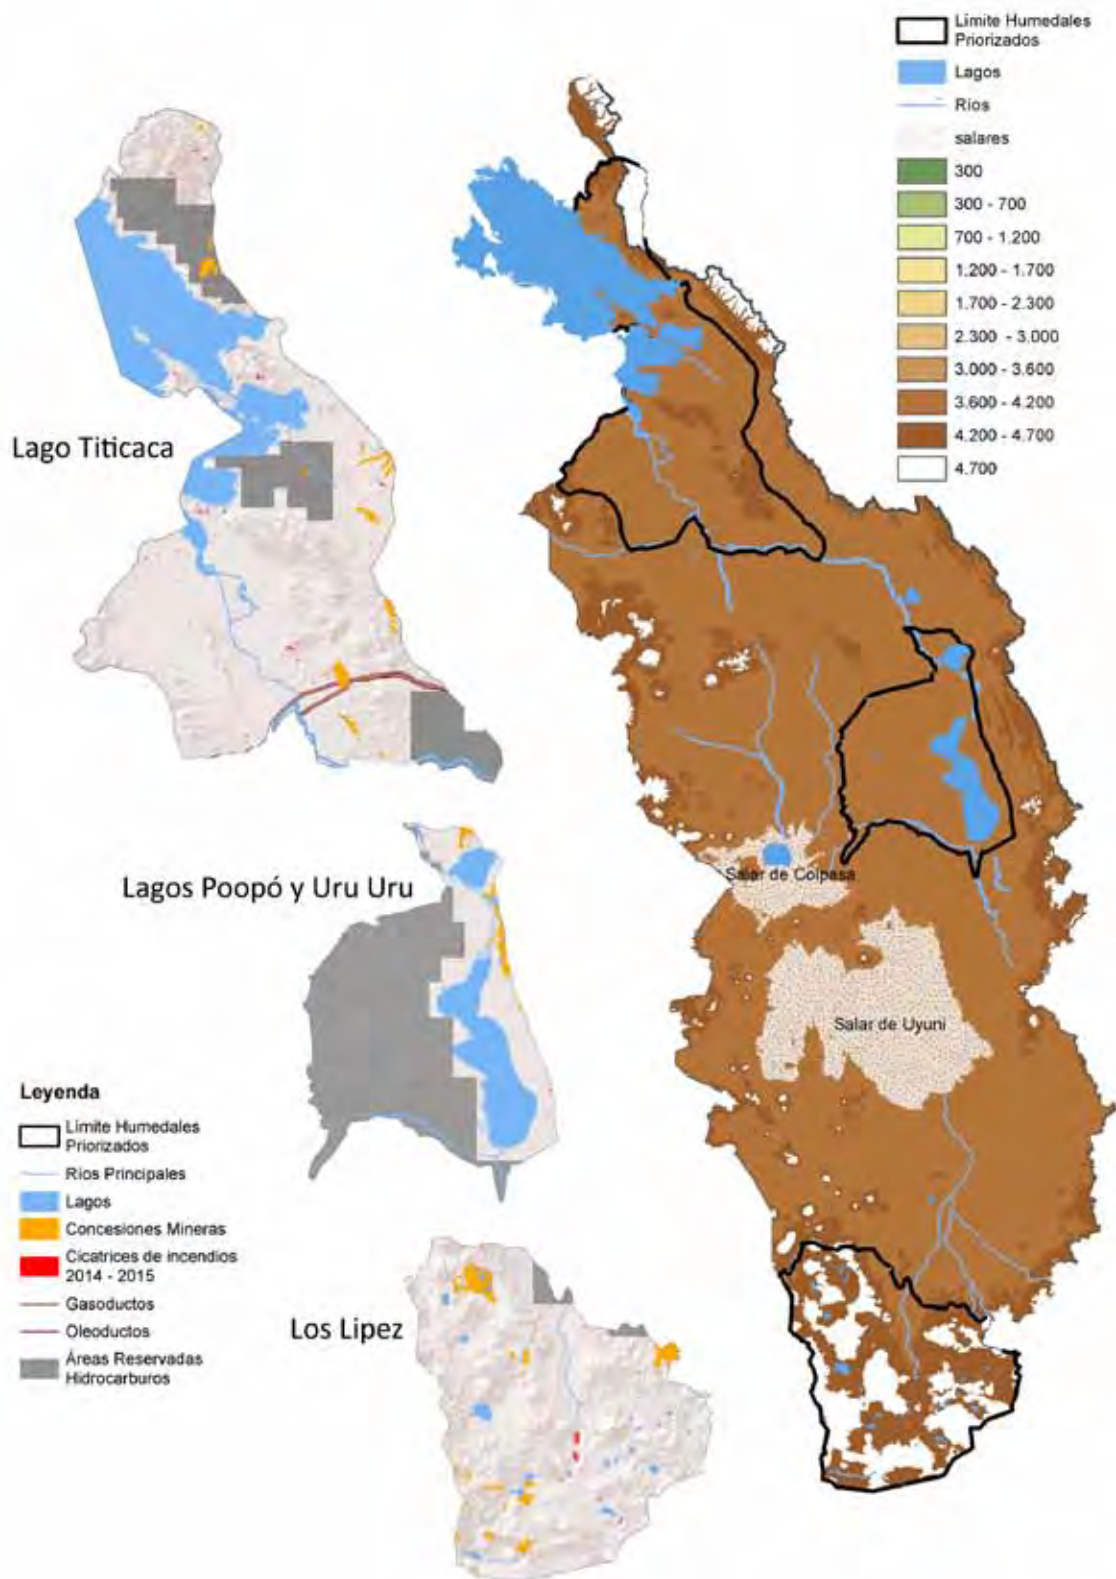 Límite Humedales
Priorizados
Lagos
Ríos
salares
300
300 - 700
700 - 1.200
1.200 - 1.700
1.700 - 2.300
2.300 - 3.000
3.000 - 3.600
3.600 - 4.200
4.200 - 4.700
4.700
Lago Titicaca
Lagos Poopó y Uru Uru
Salar de Coipasa
Salar de Uyuni
Leyenda
Límite Humedales
Priorizados
Ríos Principales
Lagos
Concesiones Mineras
Cicatrices de incendios
2014 - 2015
Gasoductos
Oleoductos
Áreas Reservadas
Hidrocarburos
Los Lipez